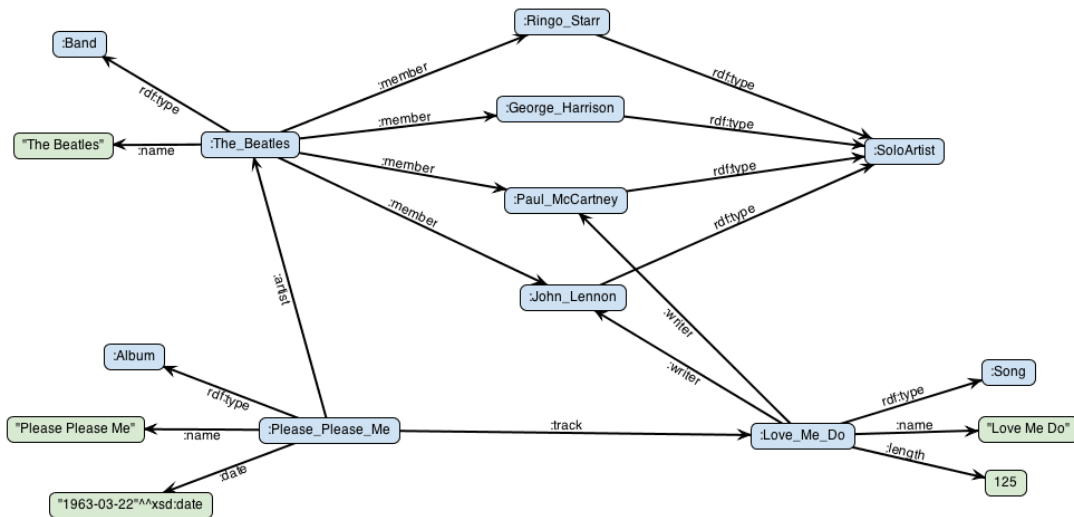 :Ringo_Starr
:Band
:member
rdf:type
rdf:type
:George_Harrison
:member
rdf:type
"The Beatles"
:name
:The_Beatles
:SoloArtist
:member
rdf:type
:Paul_McCartney
:member
rdf:type
:artist
:John_Lennon
:writer
:Album
:writer
:Song
rdf:type
rdf:type
"Please Please Me"
:name
:Please_Please_Me
:track
:Love_Me_Do
:name
"Love Me Do"
:length
:date
125
"1963-03-22"^^xsd:date